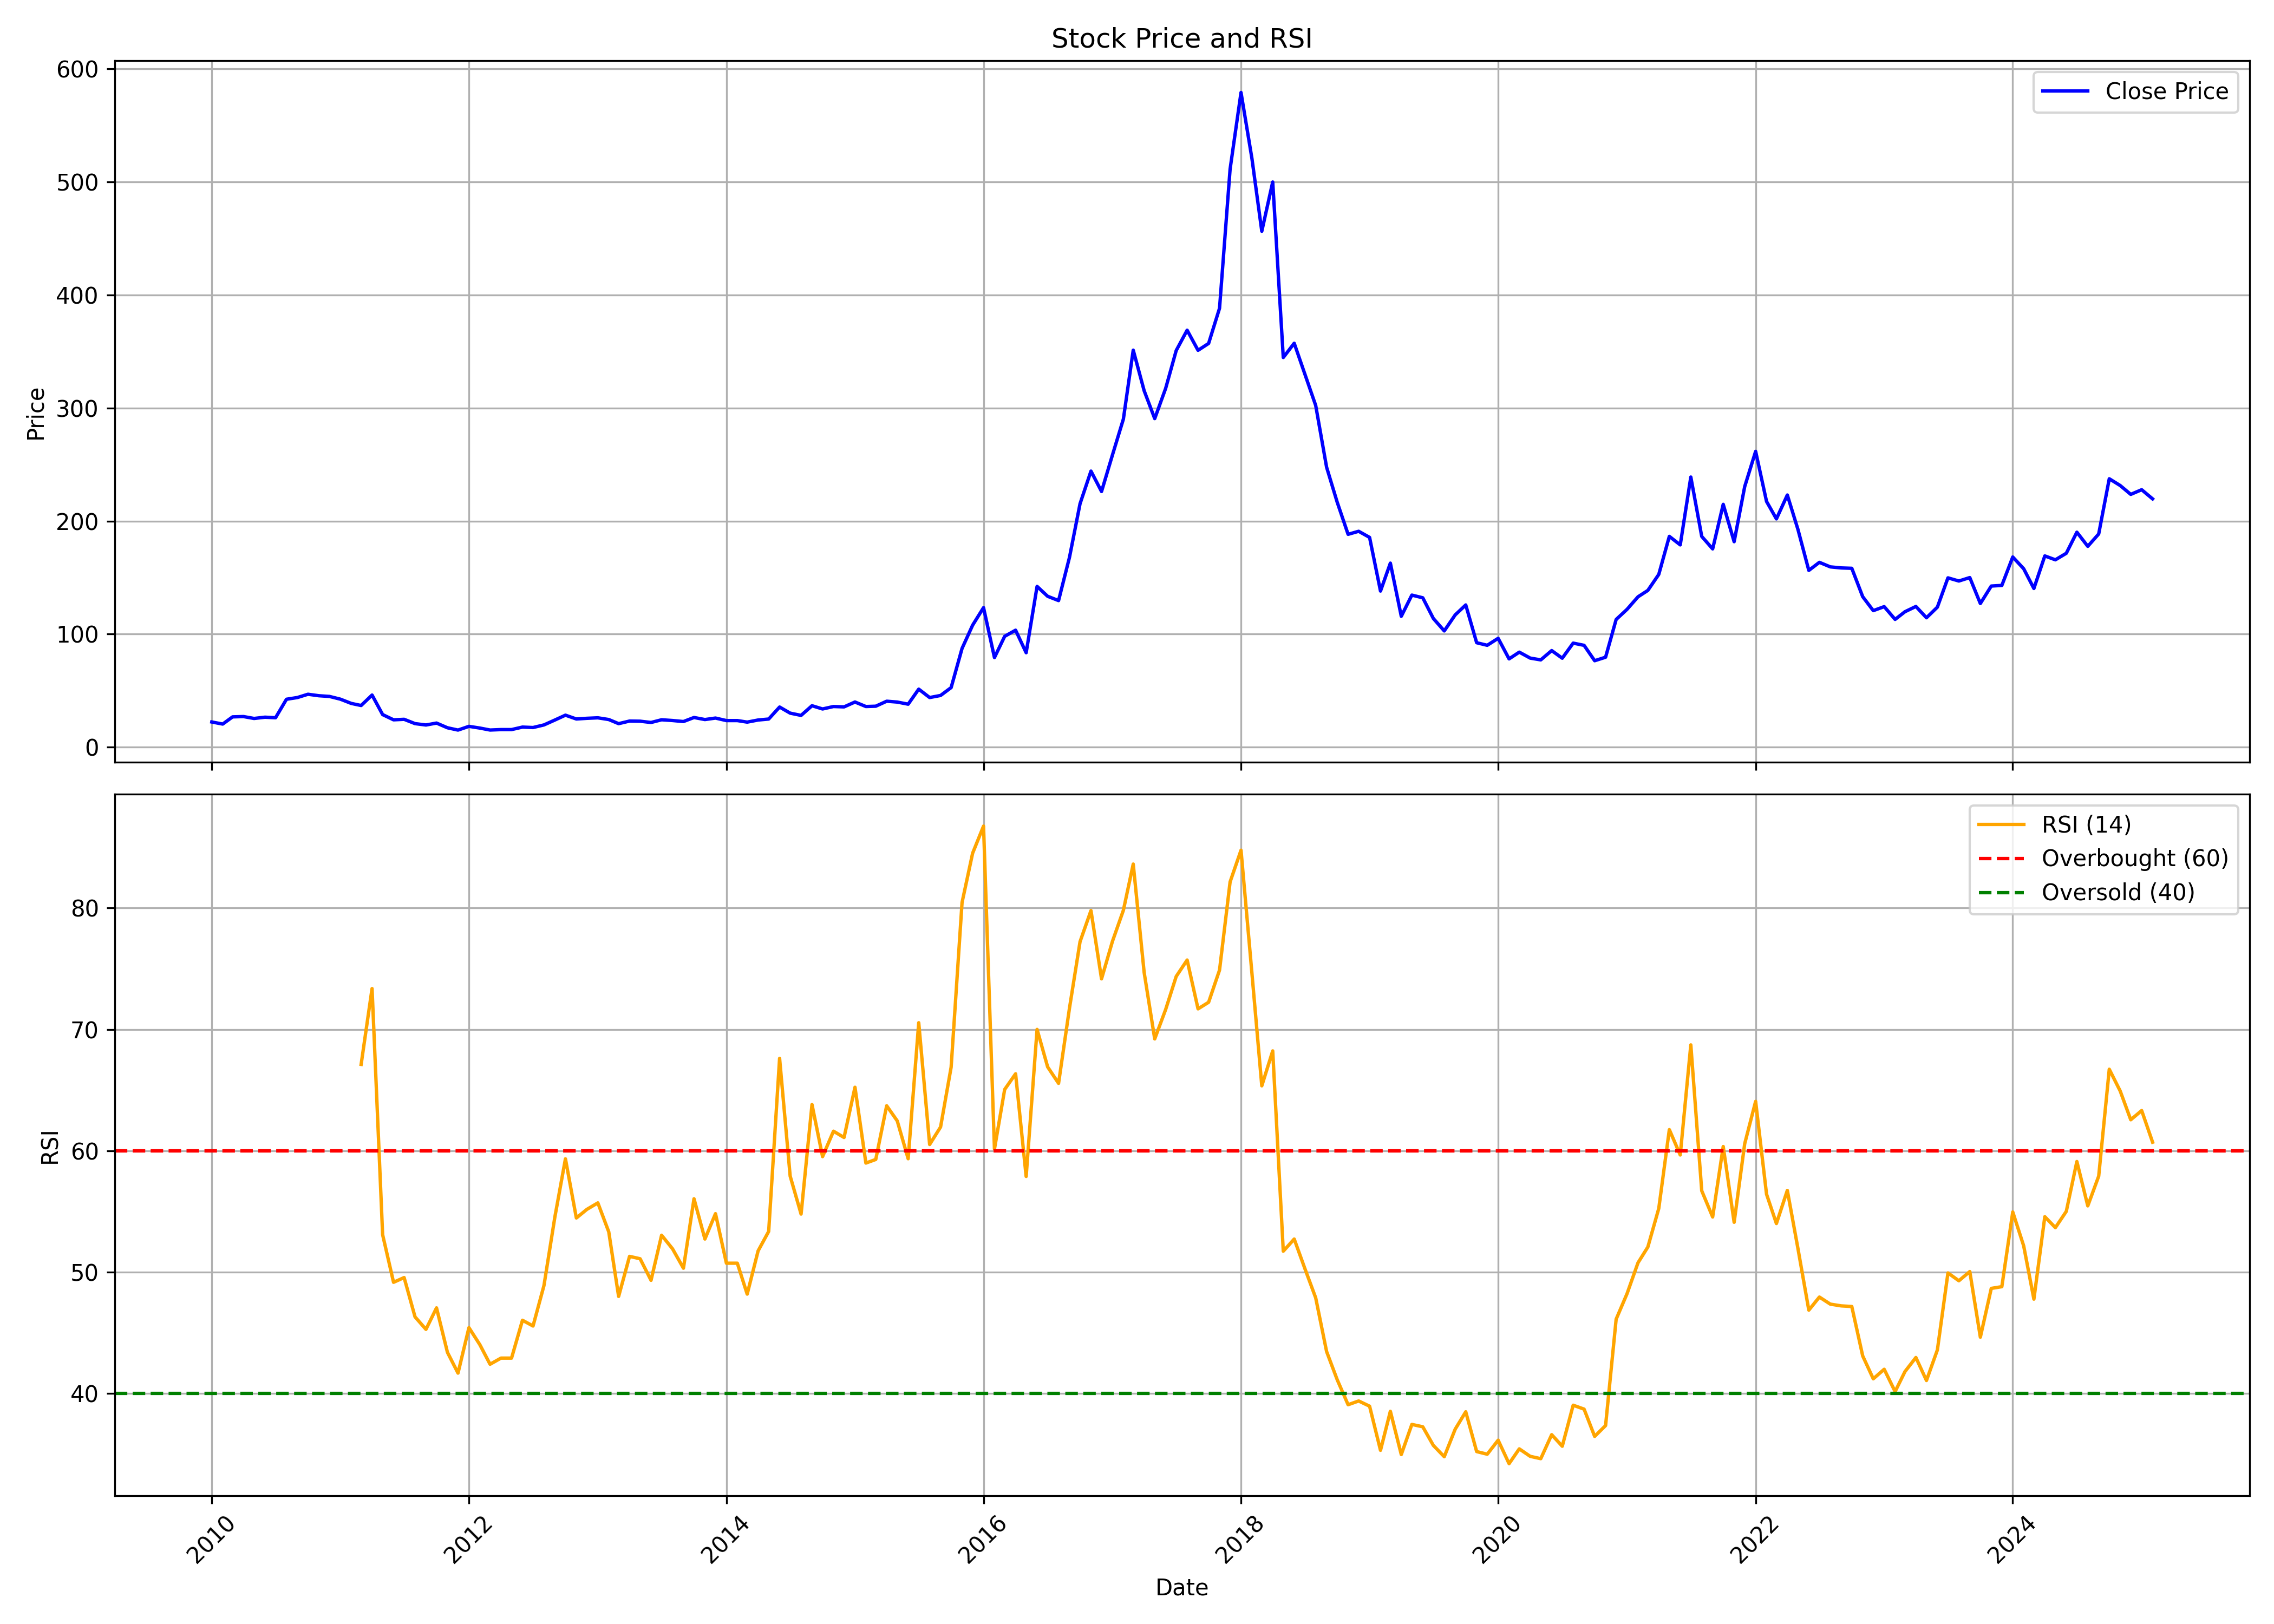 Stock Price and RSI
600
500
400
300
200
100
0
Price
Close Price
80
70
60
50
40
RSI
RSI (14)
Overbought (60)
Oversold (40)
2010
2012
2014
2016
2018
2020
2022
2024
Date